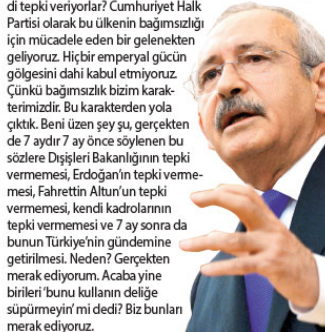 di tepki veriyorlar? Cumhuriyet Halk
Partisi olarak bu ülkenin bağımsızlığı
için mücadele eden bir gelenekten
geliyoruz. Hiçbir emperyal gücün
gölgesini dahi kabul etmiyoruz.
Çünkü bağımsızlık bizim karak-
terimizdir. Bu karakterden yola
çıktık. Beni üzen şey şu, gerçekten
de 7 aydır 7 ay önce söylenen bu
sözlere Dışişleri Bakanlığının tepki
vermemesi, Erdoğan'ın tepki verme-
mesi, Fahrettin Altun'un tepki
vermemesi, kendi kadrolarının
tepki vermemesi ve 7 ay sonra da
bunun Türkiye'nin gündemine
getirilmesi. Neden? Gerçekten
merak ediyorum. Acaba yine
birileri 'bunu kullanın deliğe
süpürmeyin' mi dedi? Biz bunları
merak ediyoruz.